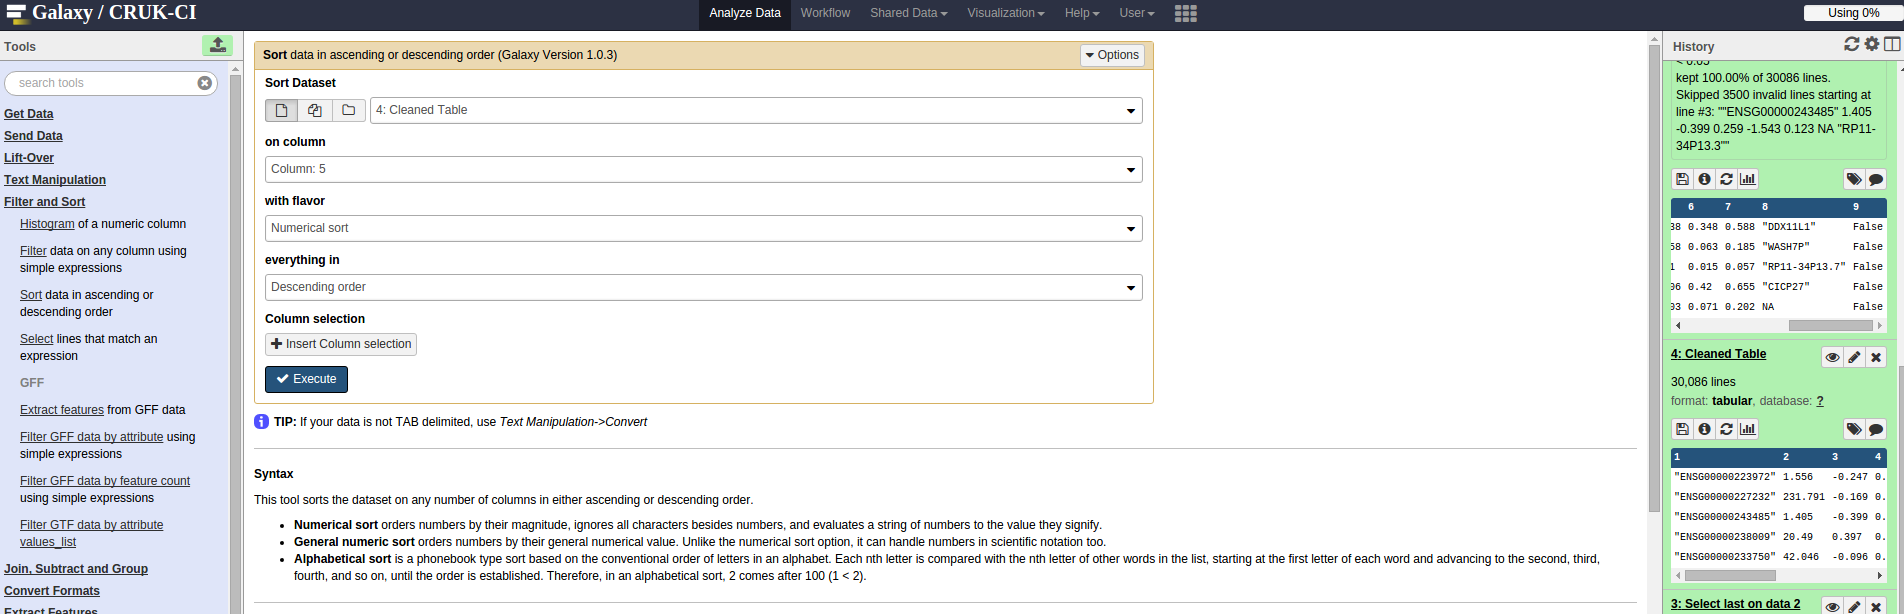 Galaxy / CRUK-CI
Analyze Data Workflow Shared Data Visualization Help User
Using 0%
Tools
search tools
Get Data
Send Data
Lift-Over
Text Manipulation
Filter and Sort
Histogram of a numeric column
Filter data on any column using
simple expressions
Sort data in ascending or
descending order
Select lines that match an
expression
GFF
Extract features from GFF data
Filter GFF data by attribute using
simple expressions
Filter GFF data by feature count
using simple expressions
Filter GTF data by attribute
values_list
Join, Subtract and Group
Convert Formats
Extract Features
Sort data in ascending or descending order (Galaxy Version 1.0.3)
Options
Sort Dataset
4: Cleaned Table
on column
Column: 5
with flavor
Numerical sort
everything in
Descending order
Column selection
Insert Column selection
Execute
TIP: If your data is not TAB delimited, use Text Manipulation->Convert
Syntax
This tool sorts the dataset on any number of columns in either ascending or descending order.
• Numerical sort orders numbers by their magnitude, ignores all characters besides numbers, and evaluates a string of numbers to the value they signify.
• General numeric sort orders numbers by their general numerical value. Unlike the numerical sort option, it can handle numbers in scientific notation too.
• Alphabetical sort is a phonebook type sort based on the conventional order of letters in an alphabet. Each nth letter is compared with the nth letter of other words in the list, starting at the first letter of each word and advancing to the second, third,
fourth, and so on, until the order is established. Therefore, in an alphabetical sort, 2 comes after 100 (1 < 2).
History
< 0.05
kept 100.00% of 30086 lines.
Skipped 3500 invalid lines starting at
line #3: ""ENSG00000243485" 1.405
-0.399 0.259 -1.543 0.123 NA "RP11-
34P13.3""
6 7 8 9
38 0.348 0.588 "DDX11L1" False
58 0.063 0.185 "WASH7P" False
1 0.015 0.057 "RP11-34P13.7" False
06 0.42 0.655 "CICP27" False
93 0.071 0.202 NA False
4: Cleaned Table
30,086 lines
format: tabular, database: ?
1 2 3 4
"ENSG00000223972" 1.556 -0.247 0.
"ENSG00000227232" 231.791 -0.169 0.
"ENSG00000243485" 1.405 -0.399 0.
"ENSG00000238009" 20.49 0.397 0.
"ENSG00000233750" 42.046 -0.096 0.
3: Select last on data 2